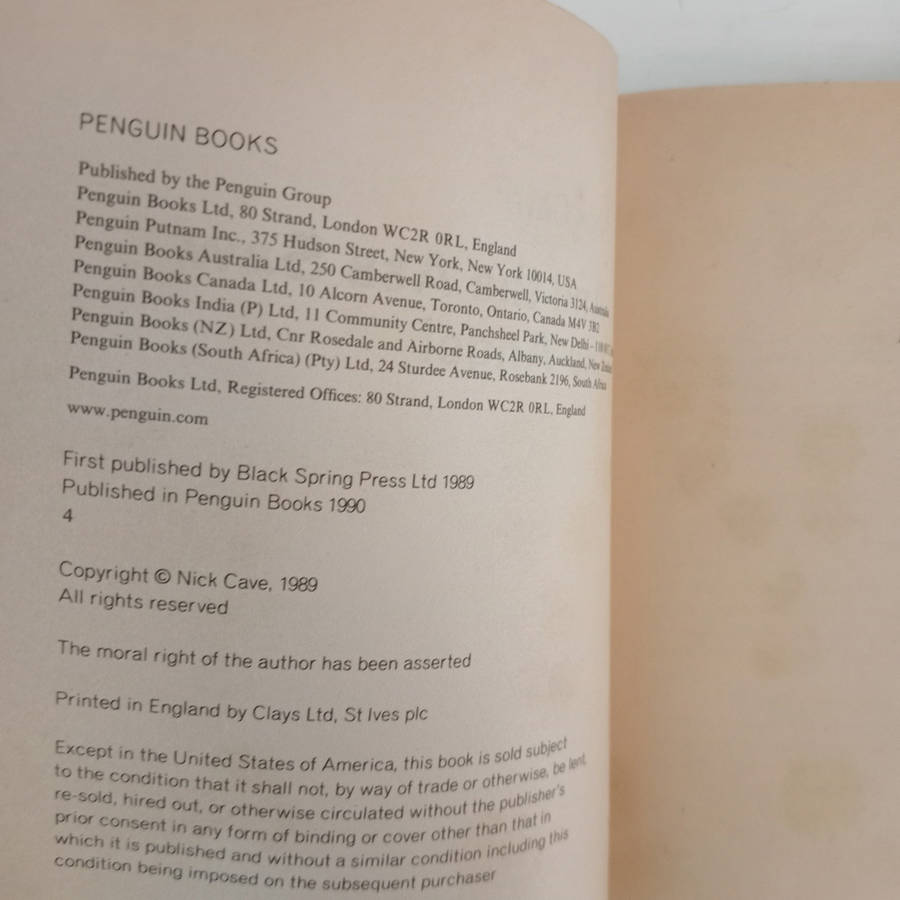 PENGUIN BOOKS
Published by the Penguin Group
Penguin Books Ltd, 80 Strand, London WC2R 0RL, England
Penguin Putnam Inc., 375 Hudson Street, New York, New York 10014, USA
Penguin Books Australia Ltd, 250 Camberwell Road, Camberwell, Victoria 3124, Australia
Penguin Books Canada Ltd, 10 Alcorn Avenue, Toronto, Ontario, Canada M4V 3B2
Penguin Books India (P) Ltd, 11 Community Centre, Panchsheel Park, New Delhi –
Penguin Books (NZ) Ltd, Cnr Rosedale and Airborne Roads, Albany, Auckland, New Zealand
Penguin Books (South Africa) (Pty) Ltd, 24 Sturdee Avenue, Rosebank 2196, South Africa
Penguin Books Ltd, Registered Offices: 80 Strand, London WC2R 0RL, England
www.penguin.com
First published by Black Spring Press Ltd 1989
Published in Penguin Books 1990
4
Copyright © Nick Cave, 1989
All rights reserved
The moral right of the author has been asserted
Printed in England by Clays Ltd, St Ives plc
Except in the United States of America, this book is sold subject
to the condition that it shall not, by way of trade or otherwise, be lent,
re-sold, hired out, or otherwise circulated without the publisher's
prior consent in any form of binding or cover other than that in
which it is published and without a similar condition including this
condition being imposed on the subsequent purchaser